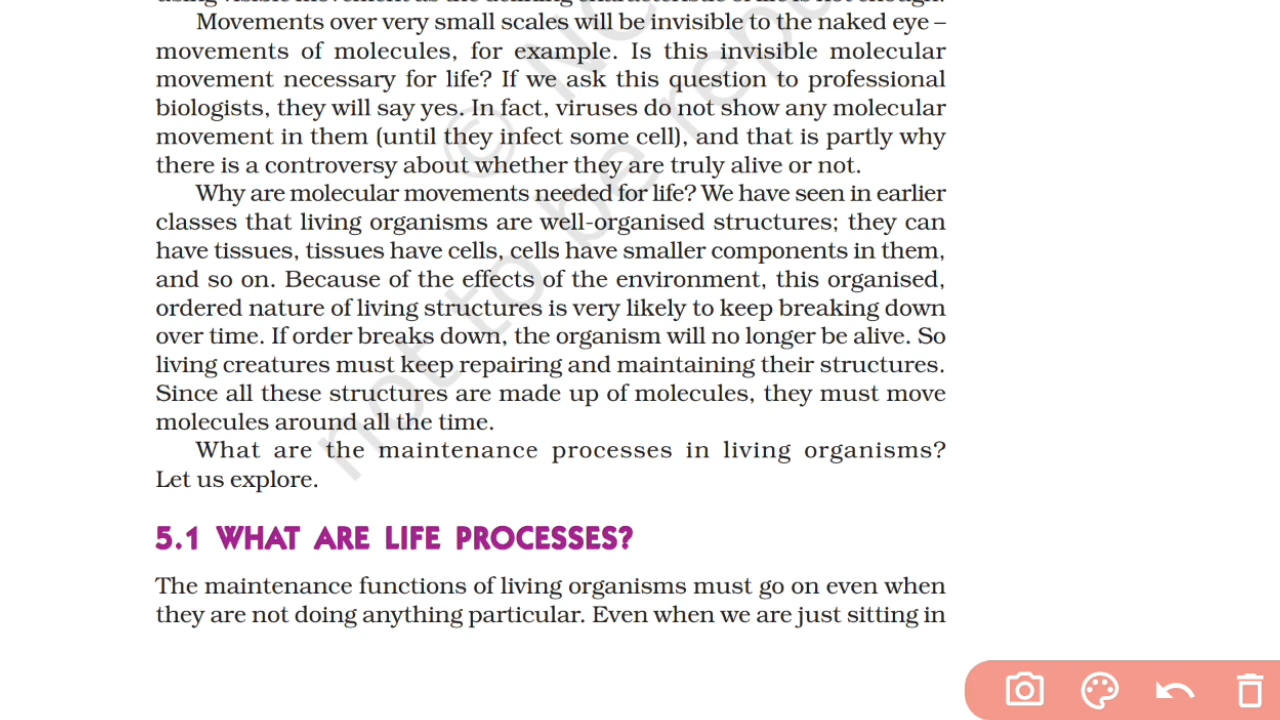 Movements over very small scales will be invisible to the naked eye –
movements of molecules, for example. Is this invisible molecular
movement necessary for life? If we ask this question to professional
biologists, they will say yes. In fact, viruses do not show any molecular
movement in them (until they infect some cell), and that is partly why
there is a controversy about whether they are truly alive or not.
Why are molecular movements needed for life? We have seen in earlier
classes that living organisms are well-organised structures; they can
have tissues, tissues have cells, cells have smaller components in them,
and so on. Because of the effects of the environment, this organised,
ordered nature of living structures is very likely to keep breaking down
over time. If order breaks down, the organism will no longer be alive. So
living creatures must keep repairing and maintaining their structures.
Since all these structures are made up of molecules, they must move
molecules around all the time.
What are the maintenance processes in living organisms?
Let us explore.
5.1 WHAT ARE LIFE PROCESSES?
The maintenance functions of living organisms must go on even when
they are not doing anything particular. Even when we are just sitting in
© NC
not to be repu